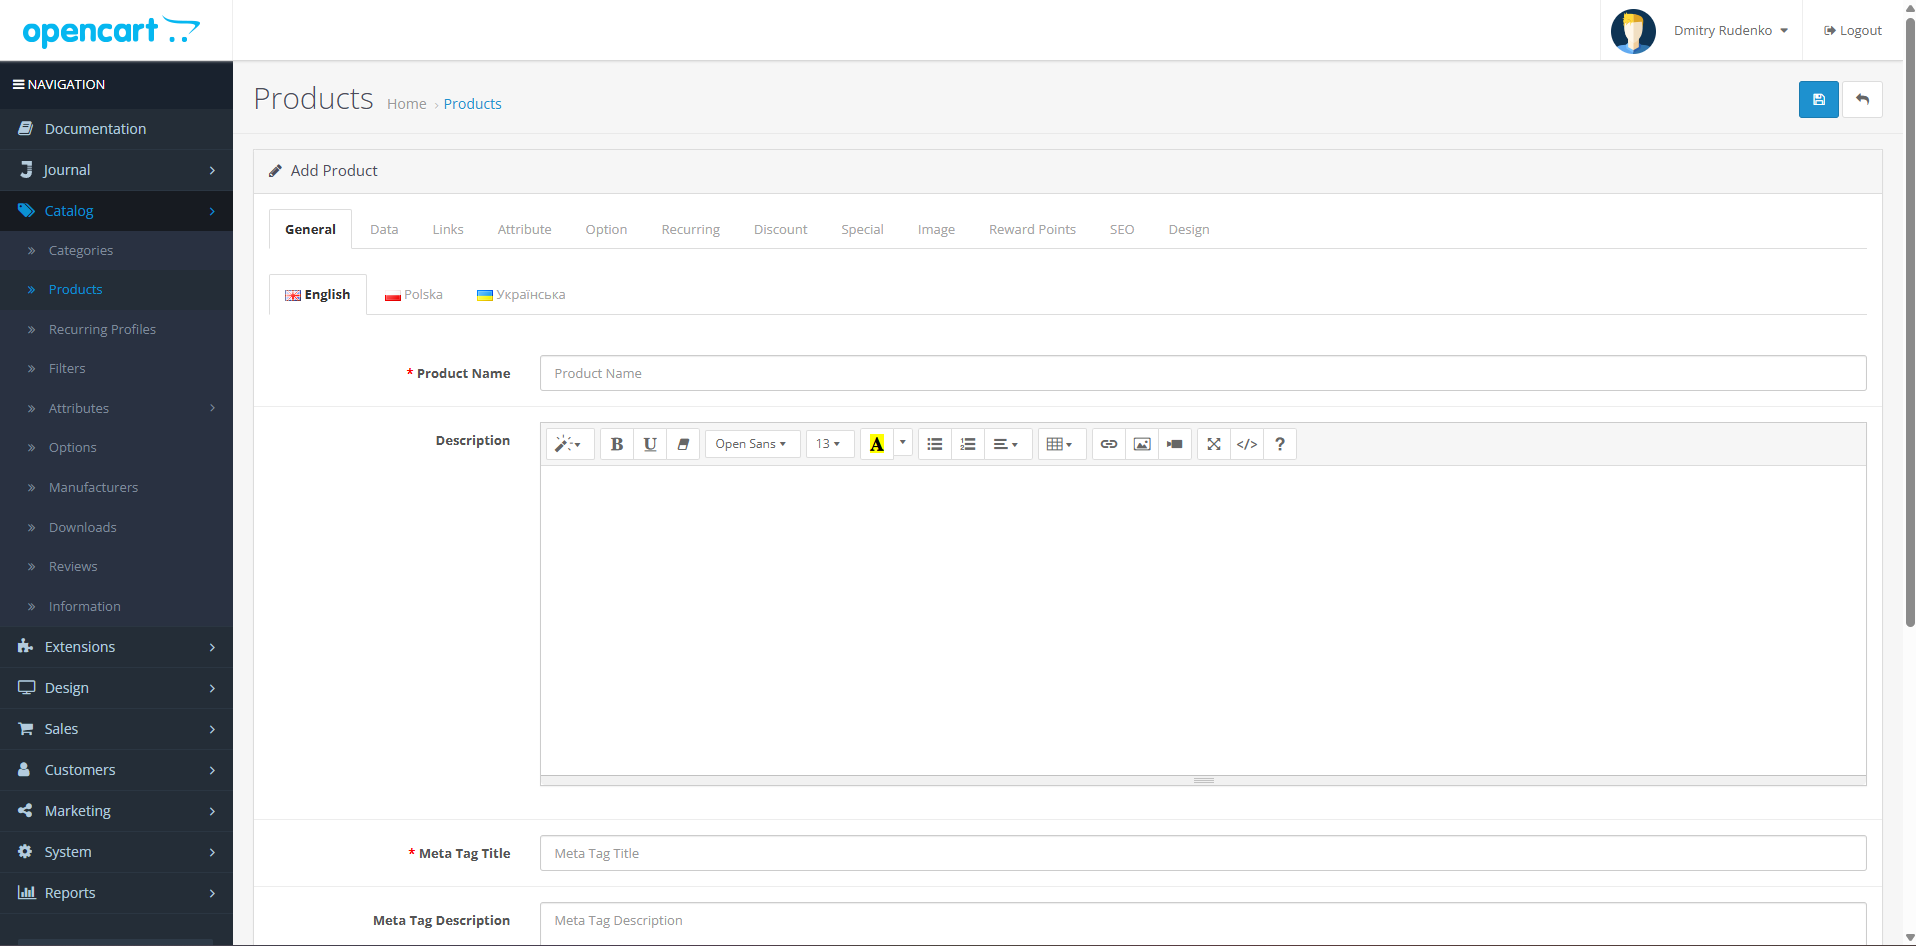 opencart
Dmitry Rudenko
Logout
NAVIGATION
Documentation
Journal
Catalog
Categories
Products
Recurring Profiles
Filters
Attributes
Options
Manufacturers
Downloads
Reviews
Information
Extensions
Design
Sales
Customers
Marketing
System
Reports
Products Home › Products
Add Product
General Data Links Attribute Option Recurring Discount Special Image Reward Points SEO Design
English Polska Українська
* Product Name Product Name
Description B U Open Sans 13 A </> ?
* Meta Tag Title Meta Tag Title
Meta Tag Description Meta Tag Description